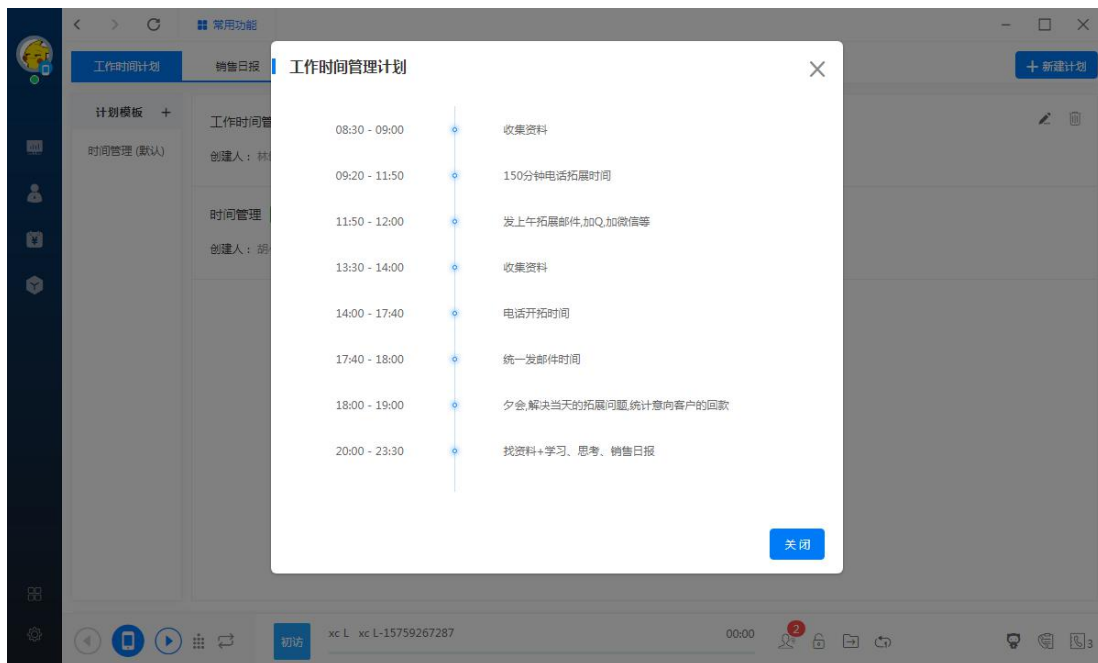 常用功能
工作时间计划
销售日报
新建计划
计划模板
时间管理 (默认)
工作时间管
创建人：林
时间管理
创建人：胡
工作时间管理计划
08:30 - 09:00 收集资料
09:20 - 11:50 150分钟电话拓展时间
11:50 - 12:00 发上午拓展邮件,加Q,加微信等
13:30 - 14:00 收集资料
14:00 - 17:40 电话开拓时间
17:40 - 18:00 统一发邮件时间
18:00 - 19:00 夕会,解决当天的拓展问题,统计意向客户的回款
20:00 - 23:30 找资料+学习、思考、销售日报
关闭
初访
xc L xc L-15759267287
00:00
2
3